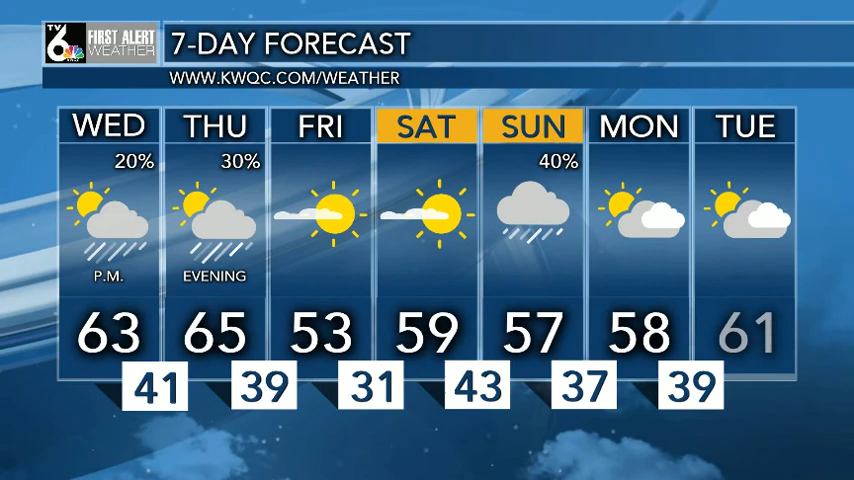 TV
6
FIRST ALERT
WEATHER
7-DAY FORECAST
WWW.KWQC.COM/WEATHER
WED THU FRI SAT SUN MON TUE
20% 30% 40%
P.M. EVENING
63 65 53 59 57 58 61
41 39 31 43 37 39